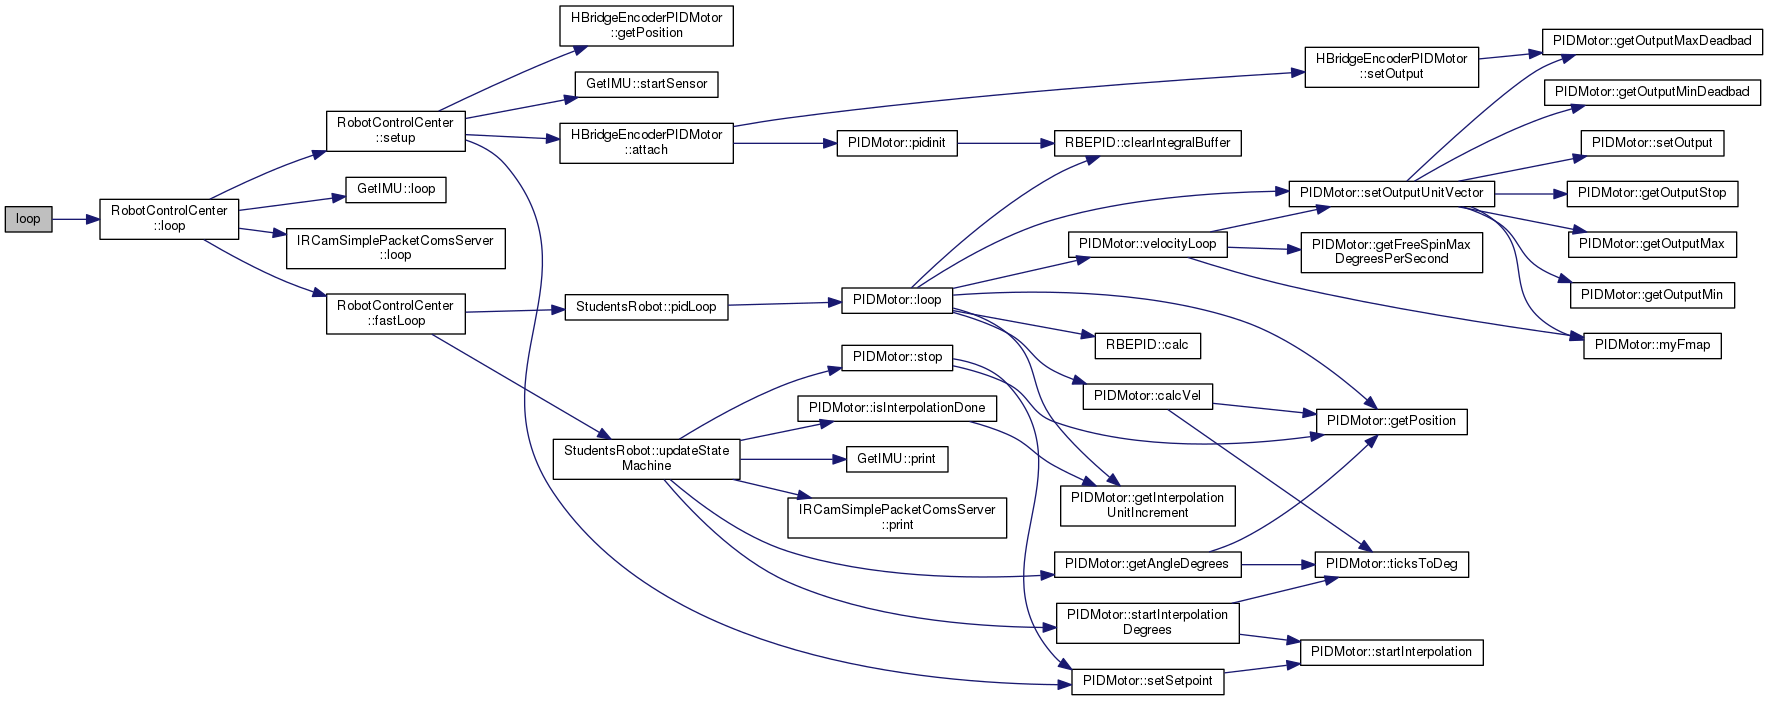 loop
RobotControlCenter
::loop
RobotControlCenter
::setup
GetIMU::loop
IRCamSimplePacketComsServer
::loop
RobotControlCenter
::fastLoop
HBridgeEncoderPIDMotor
::getPosition
GetIMU::startSensor
HBridgeEncoderPIDMotor
::attach
StudentsRobot::pidLoop
StudentsRobot::updateState
Machine
PIDMotor::pidinit
PIDMotor::loop
PIDMotor::stop
PIDMotor::isInterpolationDone
GetIMU::print
IRCamSimplePacketComsServer
::print
RBEPID::clearIntegralBuffer
PIDMotor::velocityLoop
RBEPID::calc
PIDMotor::calcVel
PIDMotor::getInterpolation
UnitIncrement
PIDMotor::getAngleDegrees
PIDMotor::startInterpolation
Degrees
PIDMotor::setSetpoint
HBridgeEncoderPIDMotor
::setOutput
PIDMotor::setOutputUnitVector
PIDMotor::getFreeSpinMax
DegreesPerSecond
PIDMotor::getPosition
PIDMotor::ticksToDeg
PIDMotor::startInterpolation
PIDMotor::getOutputMaxDeadbad
PIDMotor::getOutputMinDeadbad
PIDMotor::setOutput
PIDMotor::getOutputStop
PIDMotor::getOutputMax
PIDMotor::getOutputMin
PIDMotor::myFmap